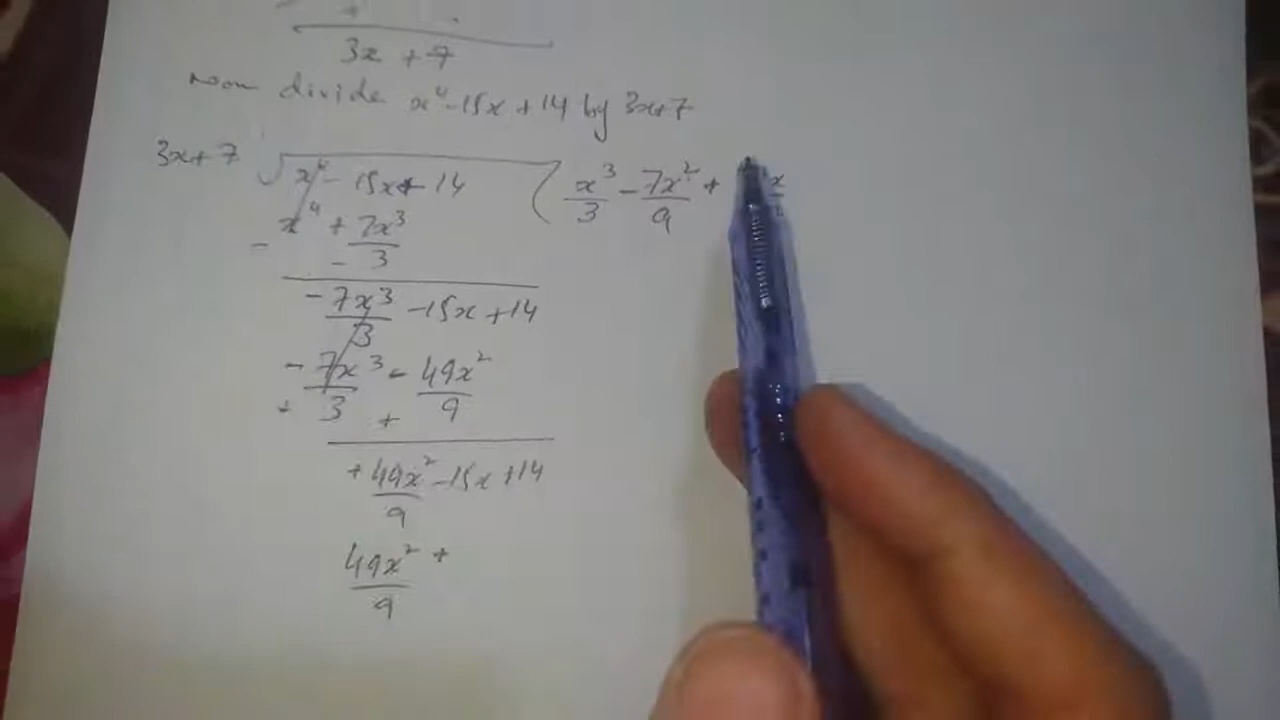 3x + 7
divide x⁴ - 15x + 14 by 3x+7
3x+7 √ x⁴ - 15x + 14 ( x³/3 - 7x²/9 + x
x⁴ + 7x³/3
- -
- 7x³/3 - 15x + 14
- 7x³/3 - 49x²/9
+ +
+ 49x²/9 - 15x + 14
49x²/9 +